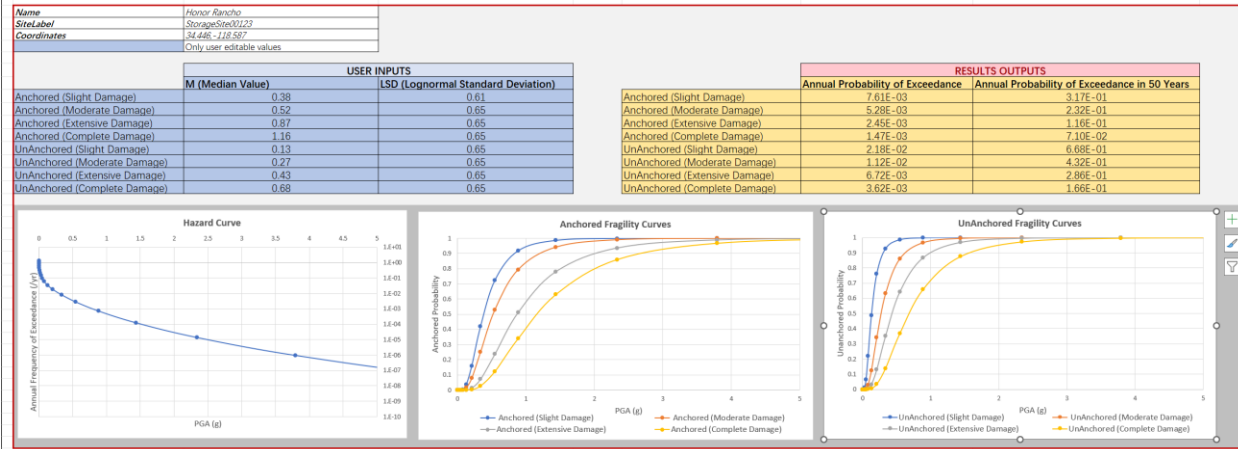 Name Honor Rancho
SiteLabel StorageSite00123
Coordinates 34.446,-118.587
Only user editable values
USER INPUTS
M (Median Value) LSD (Lognormal Standard Deviation)
Anchored (Slight Damage) 0.38 0.61
Anchored (Moderate Damage) 0.52 0.65
Anchored (Extensive Damage) 0.87 0.65
Anchored (Complete Damage) 1.16 0.65
UnAnchored (Slight Damage) 0.13 0.65
UnAnchored (Moderate Damage) 0.27 0.65
UnAnchored (Extensive Damage) 0.43 0.65
UnAnchored (Complete Damage) 0.68 0.65
RESULTS OUTPUTS
Annual Probability of Exceedance Annual Probability of Exceedance in 50 Years
Anchored (Slight Damage) 7.61E-03 3.17E-01
Anchored (Moderate Damage) 5.28E-03 2.32E-01
Anchored (Extensive Damage) 2.45E-03 1.16E-01
Anchored (Complete Damage) 1.47E-03 7.10E-02
UnAnchored (Slight Damage) 2.18E-02 6.68E-01
UnAnchored (Moderate Damage) 1.12E-02 4.32E-01
UnAnchored (Extensive Damage) 6.72E-03 2.86E-01
UnAnchored (Complete Damage) 3.62E-03 1.66E-01
Hazard Curve
0 0.5 1 1.5 2 2.5 3 3.5 4 4.5 5
1.E+01
1.E+00
1.E-01
1.E-02
1.E-03
1.E-04
1.E-05
1.E-06
1.E-07
1.E-08
1.E-09
1.E-10
Annual Frequency of Exceedance (/yr)
PGA (g)
Anchored Fragility Curves
1
0.9
0.8
0.7
0.6
0.5
0.4
0.3
0.2
0.1
0
Anchored Probability
0 1 2 3 4 5
PGA (g)
Anchored (Slight Damage) Anchored (Moderate Damage)
Anchored (Extensive Damage) Anchored (Complete Damage)
UnAnchored Fragility Curves
1
0.9
0.8
0.7
0.6
0.5
0.4
0.3
0.2
0.1
0
Unanchored Probability
0 1 2 3 4 5
PGA (g)
UnAnchored (Slight Damage) UnAnchored (Moderate Damage)
UnAnchored (Extensive Damage) UnAnchored (Complete Damage)